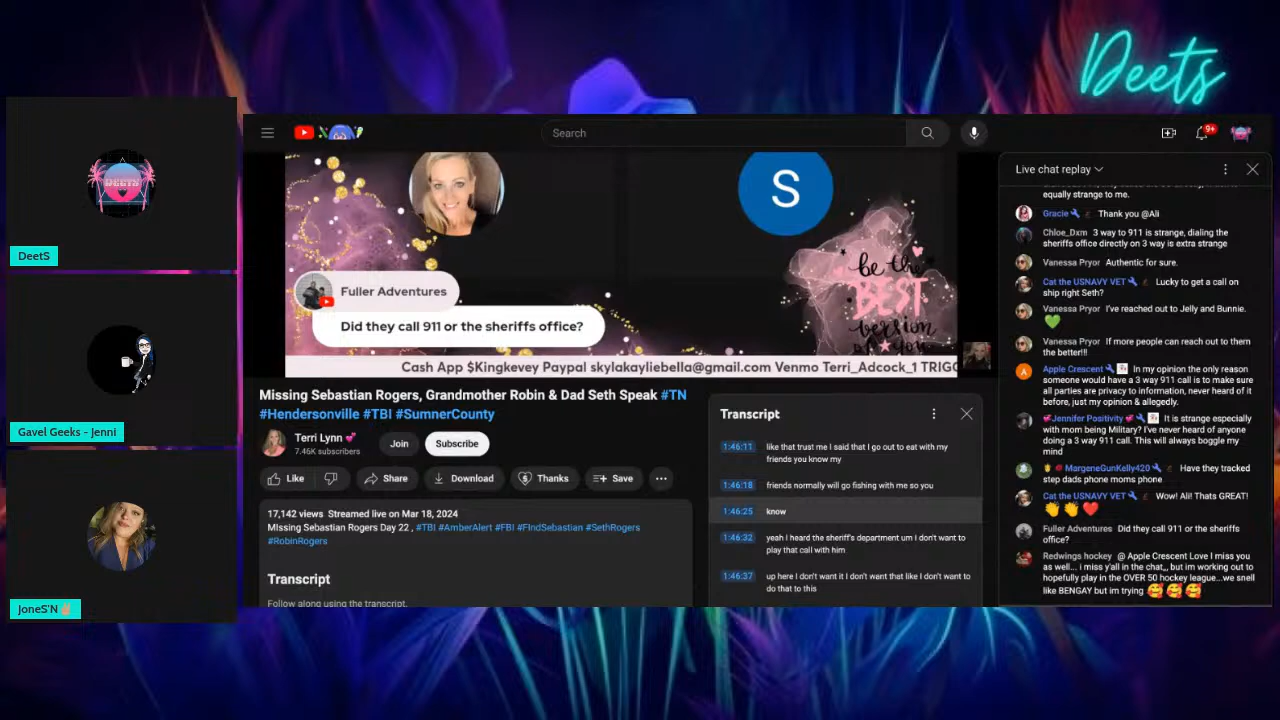 Deets
DEETS
DeetS
Gavel Geeks - Jenni
JoneS'N✌🏼
Search
9+
S
Fuller Adventures
Did they call 911 or the sheriffs office?
be the
BEST
version
of you
Cash App $Kingkevey Paypal skylakayliebella@gmail.com Venmo Terri_Adcock_1 TRIGG
Missing Sebastian Rogers, Grandmother Robin & Dad Seth Speak #TN
#Hendersonville #TBI #SumnerCounty
Terri Lynn 💕
7.46K subscribers
Join
Subscribe
Like
Share
Download
Thanks
Save
17,142 views Streamed live on Mar 18, 2024
MIssing Sebastian Rogers Day 22 , #TBI #AmberAlert #FBI #FIndSebastian #SethRogers
#RobinRogers
Transcript
Follow along using the transcript.
Transcript
1:46:11 like that trust me I said that I go out to eat with my
friends you know my
1:46:18 friends normally will go fishing with me so you
1:46:25 know
1:46:32 yeah i heard the sheriff's department um i don't want to
play that call with him
1:46:37 up here I don't want it I don't want that like I don't want to
do that to this
Live chat replay
equally strange to me.
Gracie Thank you @Ali
Chloe_Dxm 3 way to 911 is strange, dialing the
sheriffs office directly on 3 way is extra strange
Vanessa Pryor Authentic for sure.
Cat the USNAVY VET Lucky to get a call on
ship right Seth?
Vanessa Pryor I've reached out to Jelly and Bunnie.
💚
Vanessa Pryor If more people can reach out to them
the better!!!
Apple Crescent In my opinion the only reason
someone would have a 3 way 911 call is to make sure
all parties are privacy to information, never heard of it
before, just my opinion & allegedly.
💞Jennifer Positivity 💞 It is strange especially
with mom being Military? I've never heard of anyone
doing a 3 way 911 call. This will always boggle my
mind
MargeneGunKelly420 Have they tracked
step dads phone moms phone
Cat the USNAVY VET Wow! Ali! Thats GREAT!
👏👏❤️
Fuller Adventures Did they call 911 or the sheriffs
office?
Redwings hockey @ Apple Crescent Love I miss you
as well... i miss y'all in the chat,,, but im working out to
hopefully play in the OVER 50 hockey league...we snell
like BENGAY but im trying 🥰🥰🥰